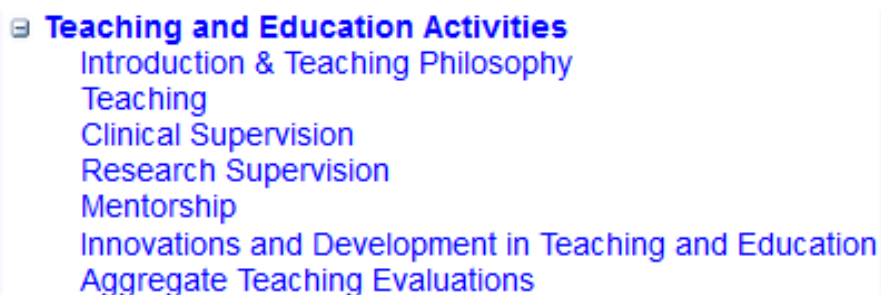 Teaching and Education Activities
Introduction & Teaching Philosophy
Teaching
Clinical Supervision
Research Supervision
Mentorship
Innovations and Development in Teaching and Education
Aggregate Teaching Evaluations